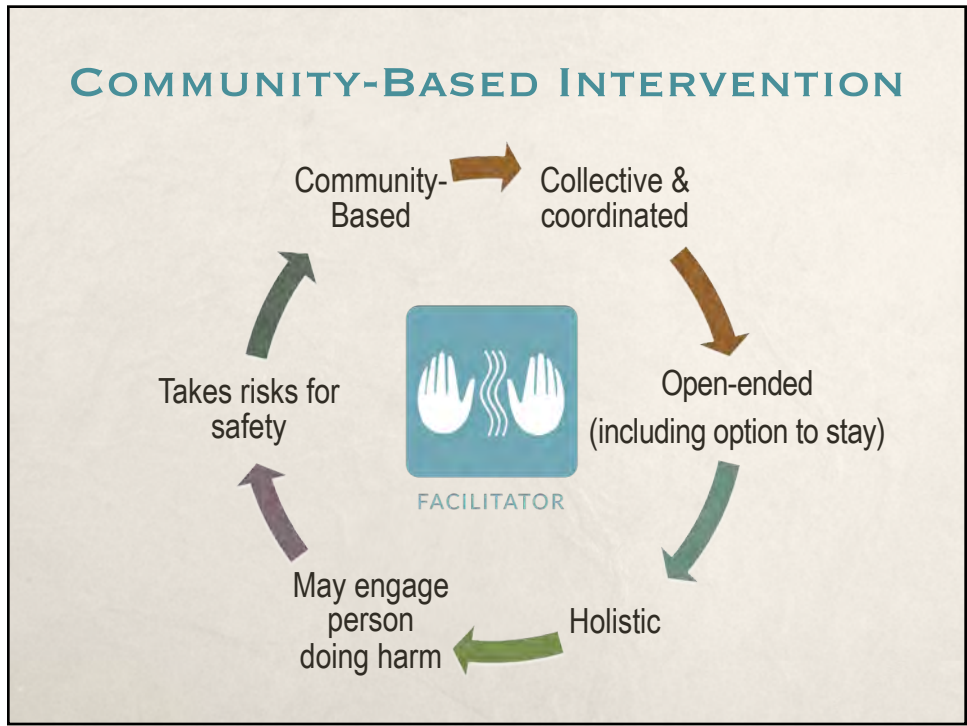 COMMUNITY-BASED INTERVENTION
Community-
Based
Collective &
coordinated
Open-ended
(including option to stay)
Holistic
May engage
person
doing harm
Takes risks for
safety
FACILITATOR